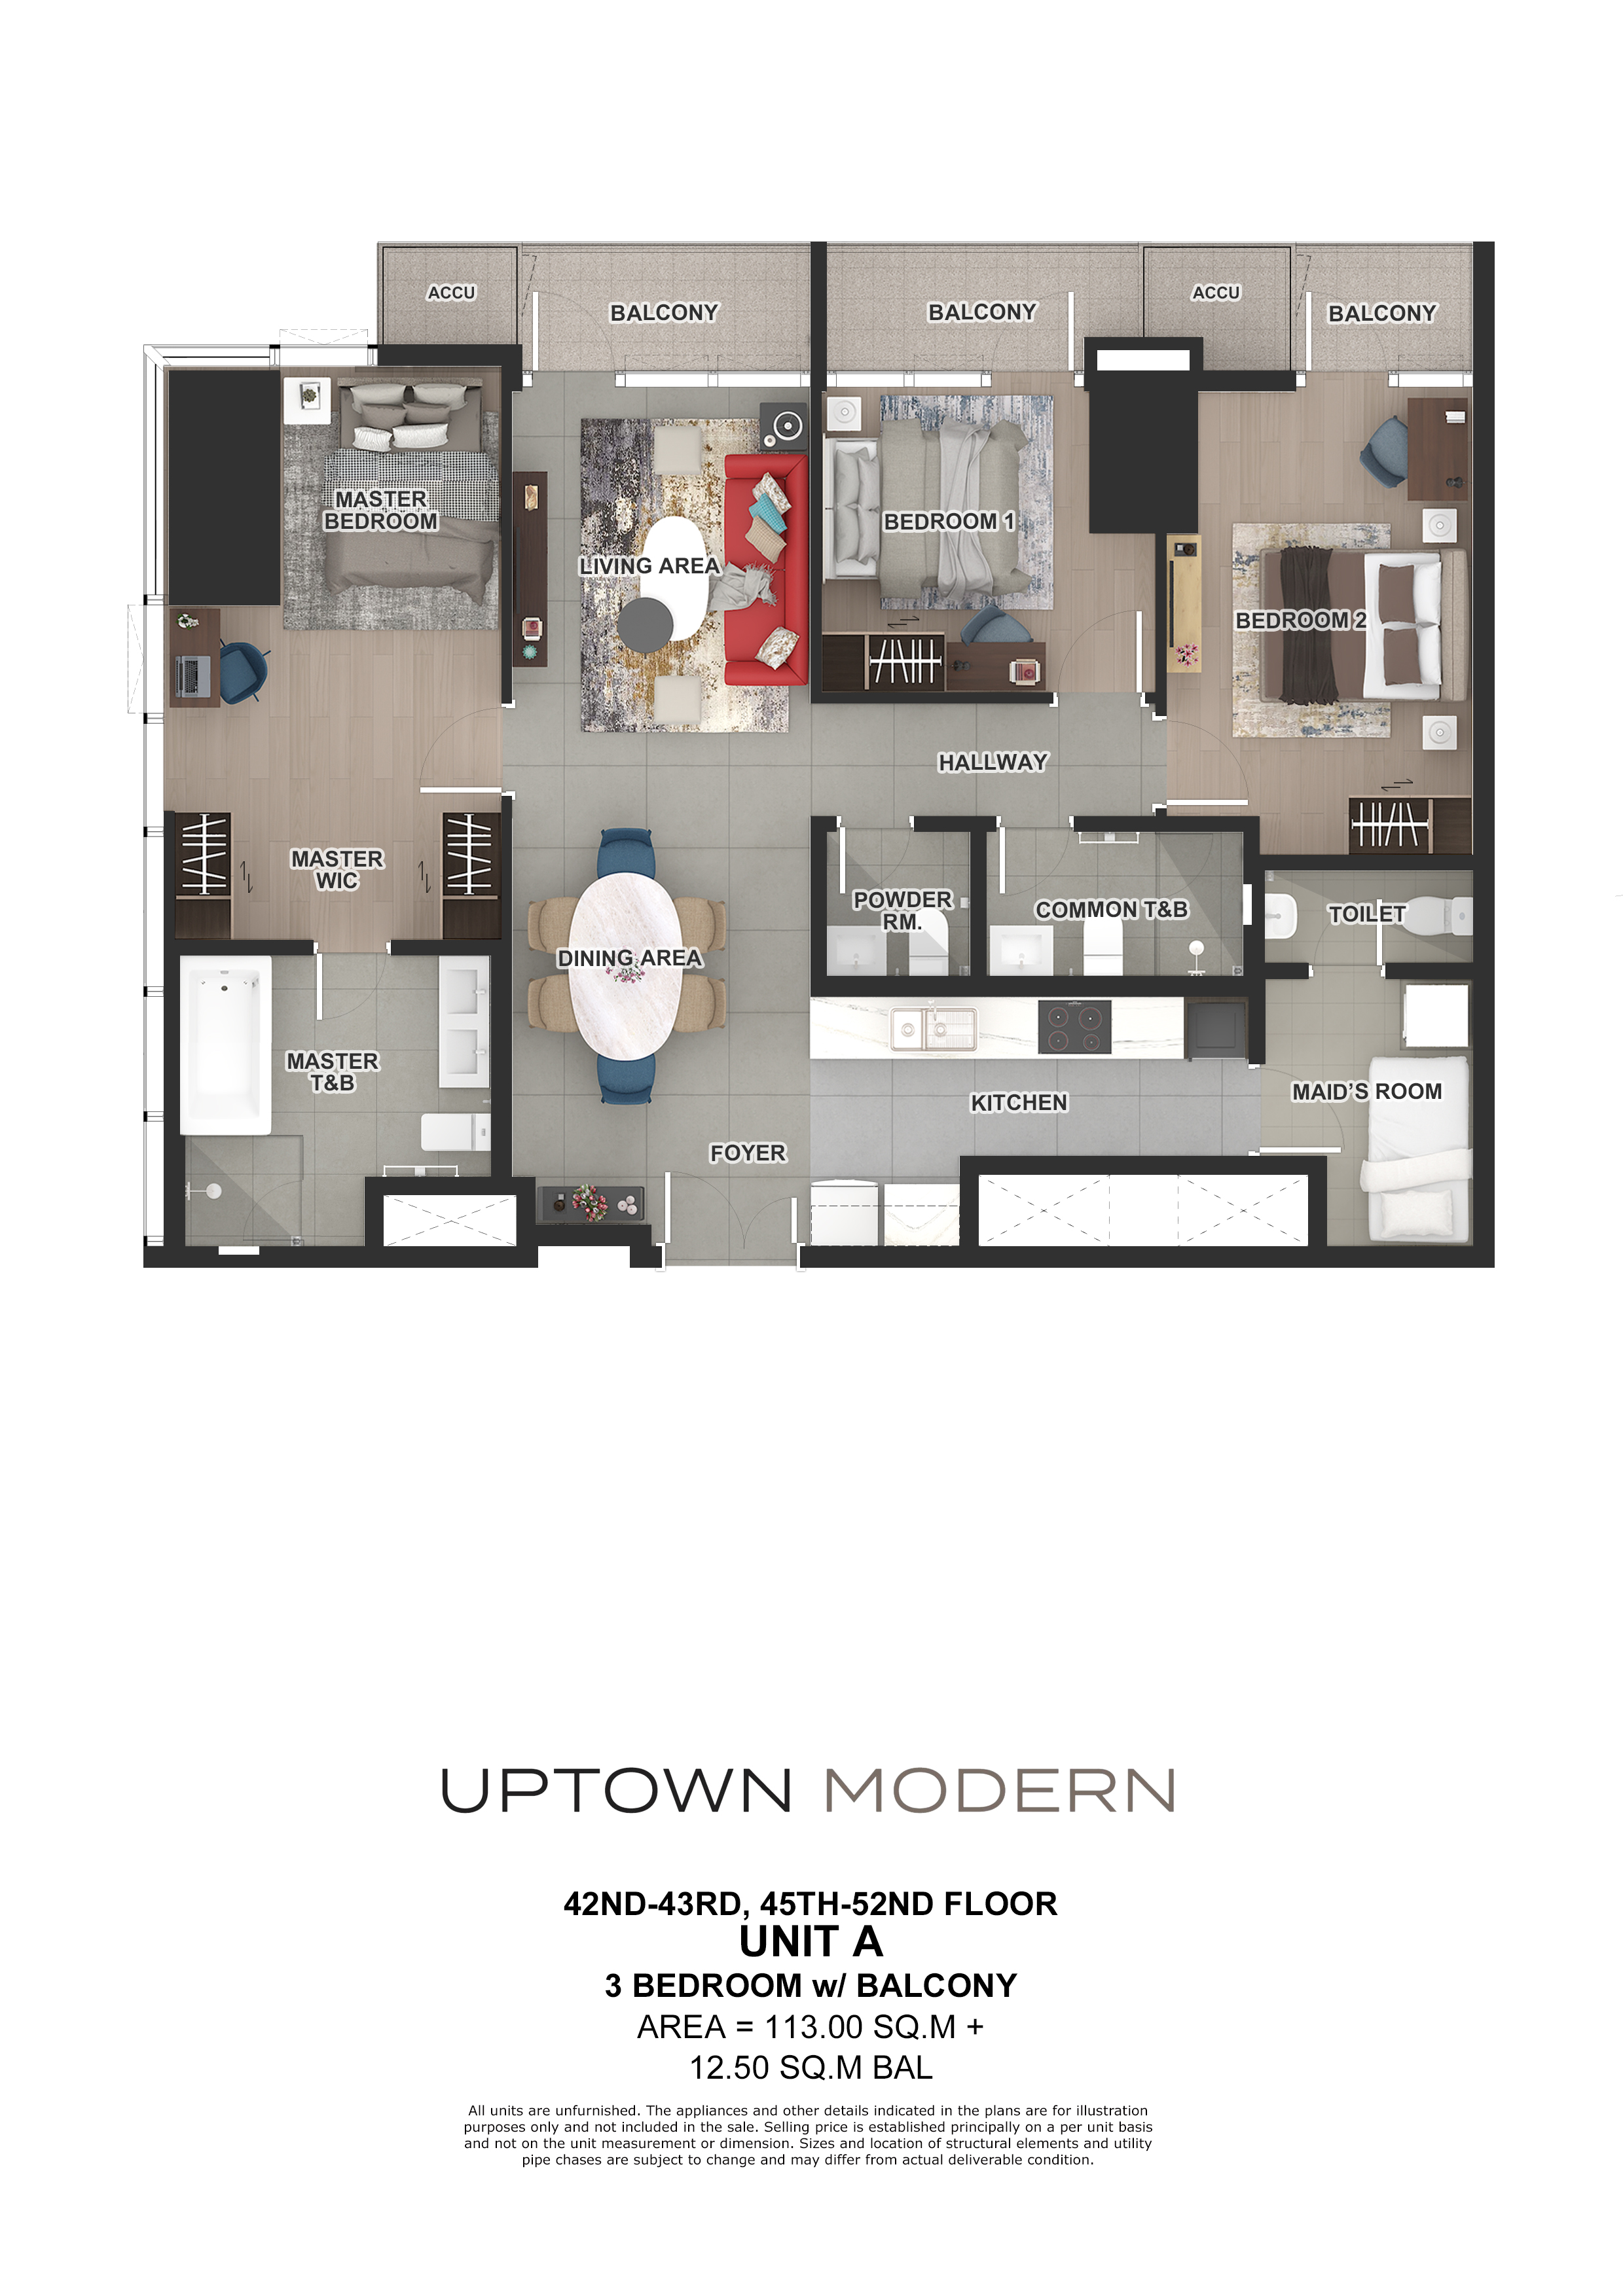 ACCU
BALCONY
BALCONY
ACCU
BALCONY
MASTER
BEDROOM
LIVING AREA
BEDROOM 1
BEDROOM 2
HALLWAY
MASTER
WIC
POWDER
RM.
COMMON T&B
TOILET
DINING AREA
MASTER
T&B
KITCHEN
MAID’S ROOM
FOYER
UPTOWN MODERN
42ND-43RD, 45TH-52ND FLOOR
UNIT A
3 BEDROOM w/ BALCONY
AREA = 113.00 SQ.M +
12.50 SQ.M BAL
All units are unfurnished. The appliances and other details indicated in the plans are for illustration
purposes only and not included in the sale. Selling price is established principally on a per unit basis
and not on the unit measurement or dimension. Sizes and location of structural elements and utility
pipe chases are subject to change and may differ from actual deliverable condition.